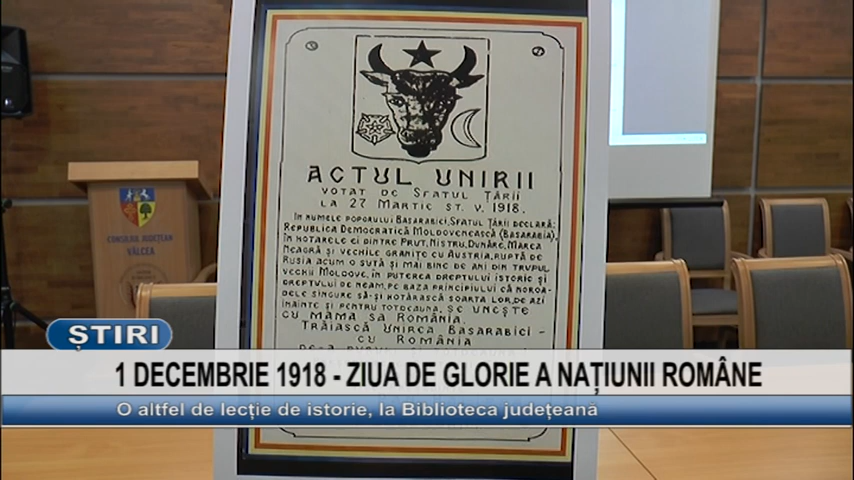 ACTUL UNIRII
VOTAT DE SFATUL ȚĂRII
LA 27 MARTIE ST. V. 1918.
ÎN NUMELE POPORULUI BASARABIEI, SFATUL ȚĂRII DECLARĂ:
REPUBLICA DEMOCRATICĂ MOLDOVENEASCĂ (BASARABIA),
ÎN HOTARELE EI DINTRE PRUT, NISTRU, DUNĂRE, MAREA
NEAGRĂ ȘI VECHILE GRANIȚE CU AUSTRIA, RUPTĂ DE
RUSIA ACUM O SUTĂ ȘI MAI BINE DE ANI DIN TRUPUL
VECHII MOLDOVE, ÎN PUTEREA DREPTULUI ISTORIC ȘI
DREPTULUI DE NEAM, PE BAZA PRINCIPIULUI CĂ NOROA-
DELE SINGURE SĂ-ȘI HOTĂRASCĂ SOARTA LOR, DE AZI
ÎNAINTE ȘI PENTRU TOTDEAUNA, SE UNEȘTE
CU MAMA SA ROMÂNIA.
TRĂIASCĂ UNIREA BASARABIEI -
CU ROMÂNIA
CONSILIUL JUDEȚEAN
VÂLCEA
ȘTIRI
1 DECEMBRIE 1918 - ZIUA DE GLORIE A NAȚIUNII ROMÂNE
O altfel de lecție de istorie, la Biblioteca județeană